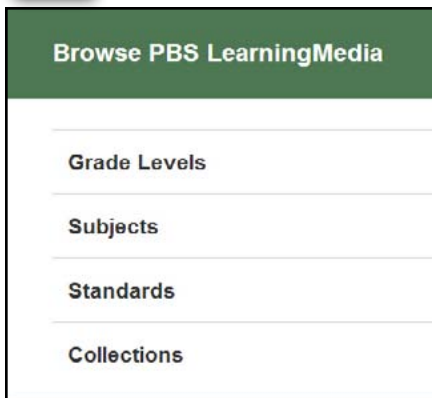 Browse PBS LearningMedia
Grade Levels
Subjects
Standards
Collections